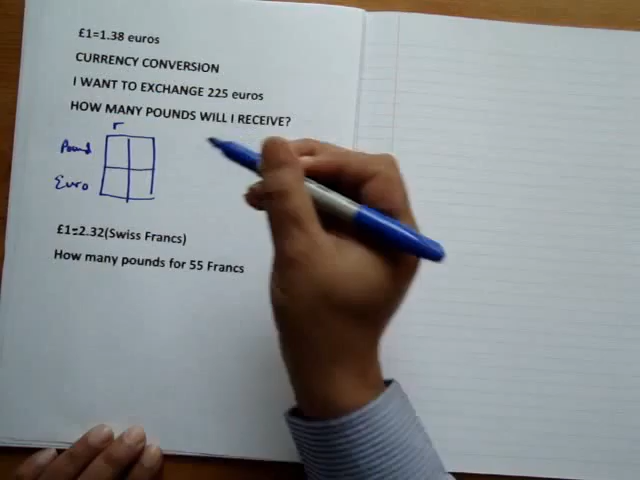 £1=1.38 euros
CURRENCY CONVERSION
I WANT TO EXCHANGE 225 euros
HOW MANY POUNDS WILL I RECEIVE?
r
Pound
Euro
£1=2.32(Swiss Francs)
How many pounds for 55 Francs